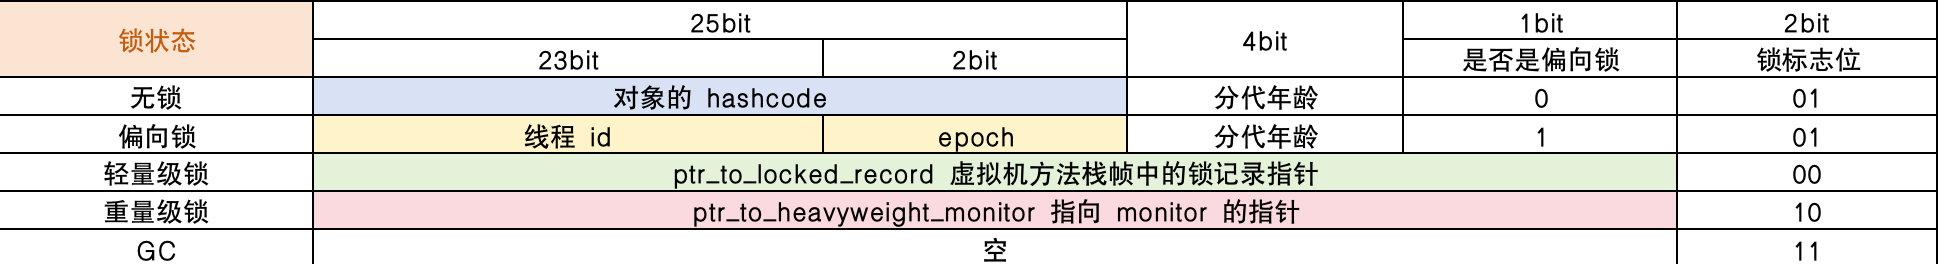 锁状态 25bit 4bit 1bit 2bit
23bit 2bit 是否是偏向锁 锁标志位
无锁 对象的 hashcode 分代年龄 0 01
偏向锁 线程 id epoch 分代年龄 1 01
轻量级锁 ptr_to_locked_record 虚拟机方法栈帧中的锁记录指针 00
重量级锁 ptr_to_heavyweight_monitor 指向 monitor 的指针 10
GC 空 11